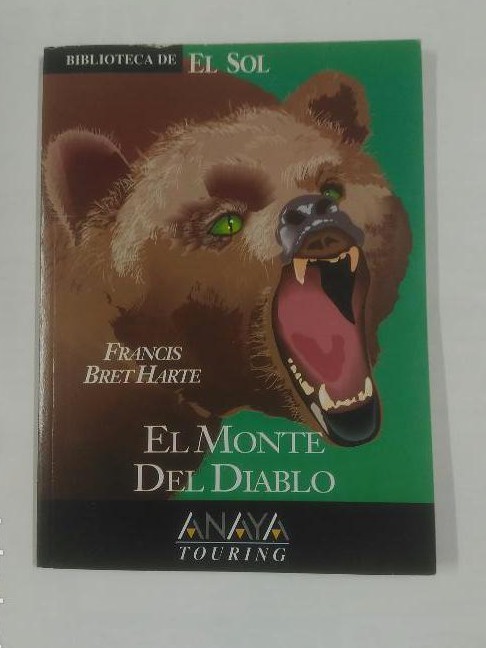 BIBLIOTECA DE EL SOL
FRANCIS
BRET HARTE
EL MONTE
DEL DIABLO
ANAYA
TOURING